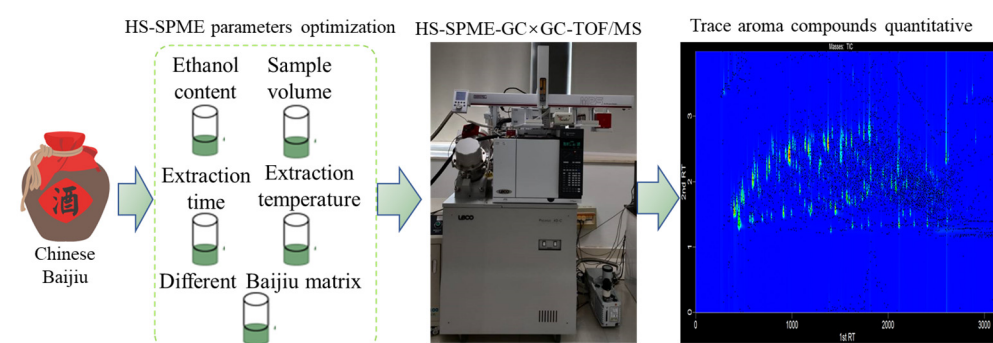 HS-SPME parameters optimization
Ethanol
content
Sample
volume
Extraction
time
Extraction
temperature
Different Baijiu matrix
酒
Chinese
Baijiu
HS-SPME-GC×GC-TOF/MS
LECO
Trace aroma compounds quantitative
Masses: TIC
2nd RT
3
2
1
0
0 1000 2000 3000
1st RT